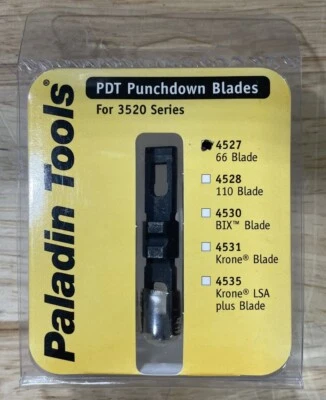 Paladin Tools®
PDT Punchdown Blades
For 3520 Series
4527
66 Blade
4528
110 Blade
4530
BIX™ Blade
4531
Krone® Blade
4535
Krone® LSA
plus Blade